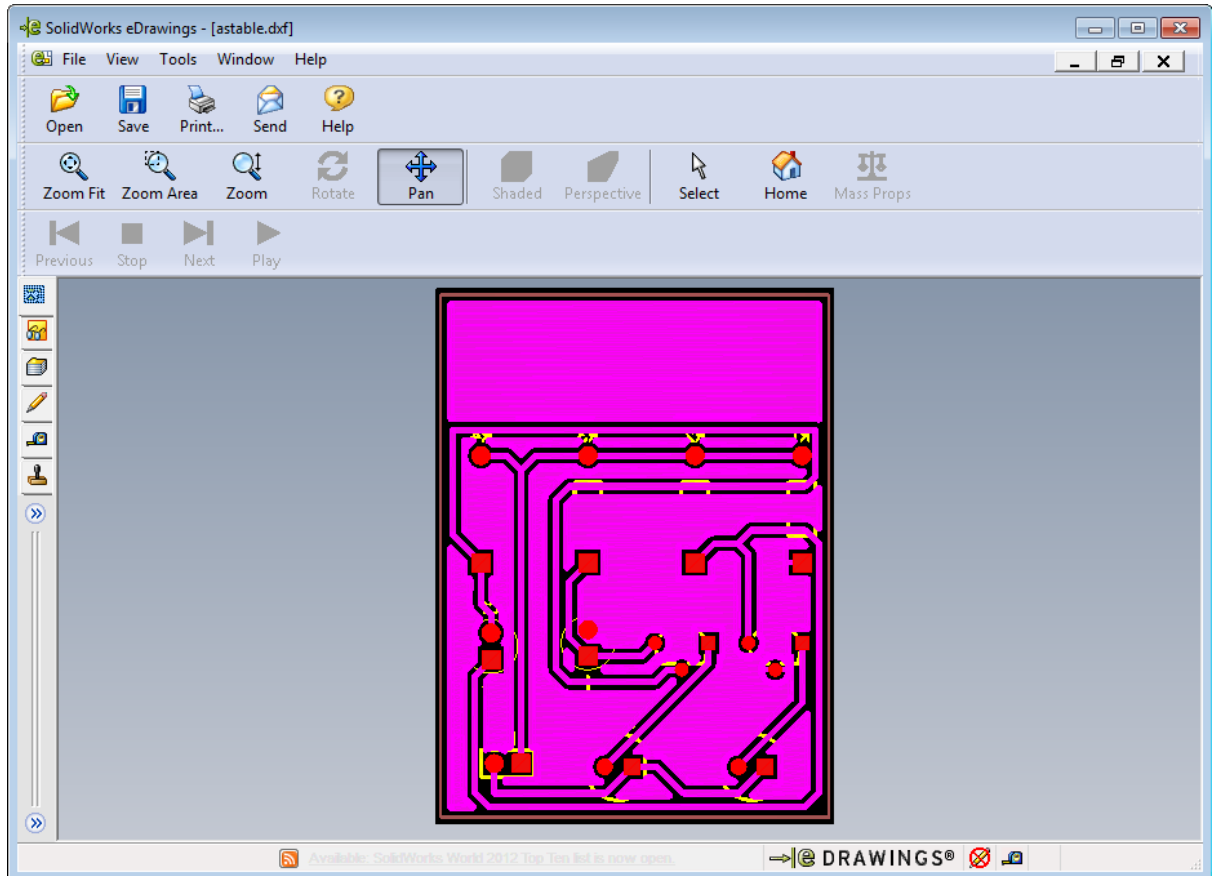 SolidWorks eDrawings - [astable.dxf]
File View Tools Window Help
Open Save Print... Send Help
Zoom Fit Zoom Area Zoom Rotate Pan Shaded Perspective Select Home Mass Props
Previous Stop Next Play
Available: SolidWorks World 2012 Top Ten list is now open.
e DRAWINGS®